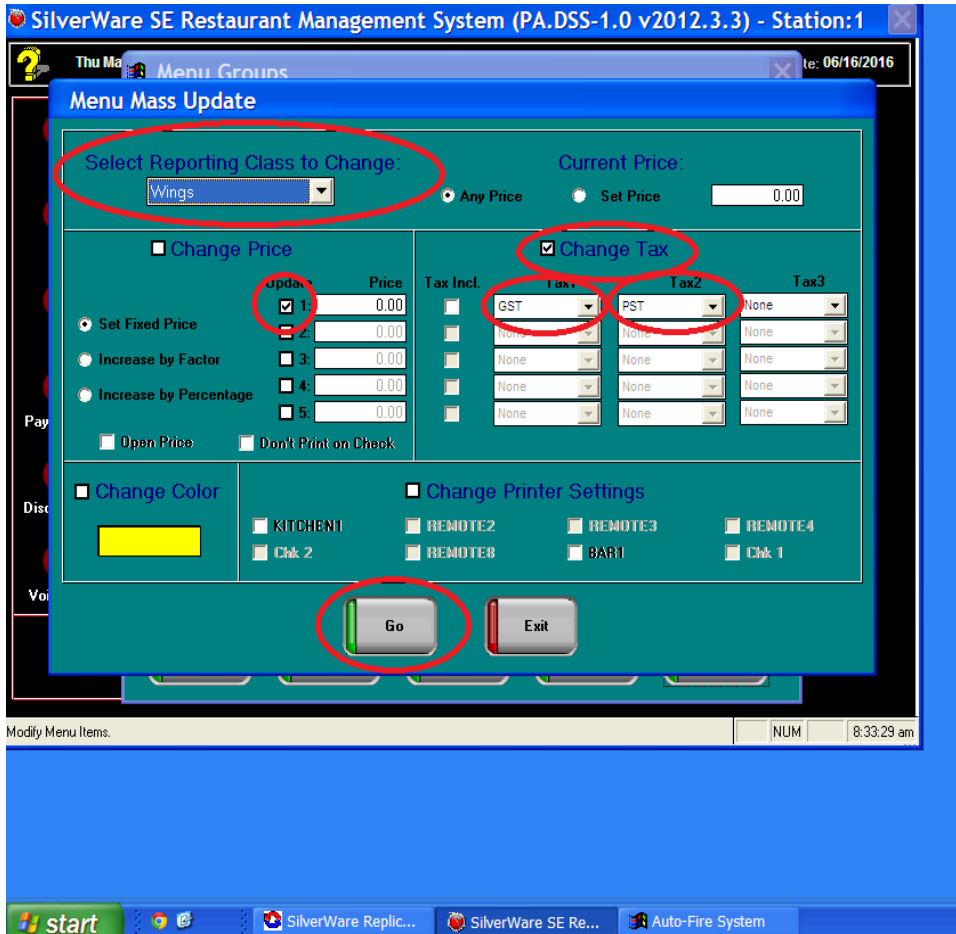 SilverWare SE Restaurant Management System (PA.DSS-1.0 v2012.3.3) - Station:1
Thu Ma
te: 06/16/2016
Menu Groups
Menu Mass Update
Select Reporting Class to Change:
Current Price:
Wings
Any Price
Set Price
0.00
Change Price
Change Tax
Update
Price
Tax Incl.
Tax1
Tax2
Tax3
1:
0.00
GST
PST
None
Set Fixed Price
2:
0.00
None
None
None
Increase by Factor
3:
0.00
None
None
None
Increase by Percentage
4:
0.00
None
None
None
5:
0.00
None
None
None
Pay
Open Price
Don't Print on Check
Change Color
Change Printer Settings
Disc
KITCHEN1
REMOTE2
REMOTE3
REMOTE4
Chk 2
REMOTE8
BAR1
Chk 1
Voi
Go
Exit
Modify Menu Items.
NUM
8:33:29 am
start
SilverWare Replic...
SilverWare SE Re...
Auto-Fire System